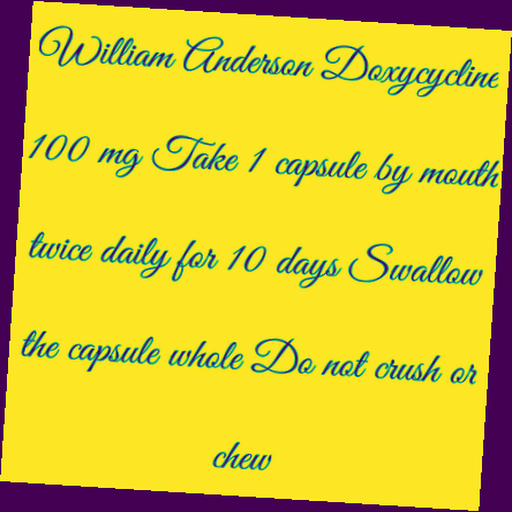 William Anderson Doxycycline
100 mg Take 1 capsule by mouth
twice daily for 10 days Swallow
the capsule whole Do not crush or
chew